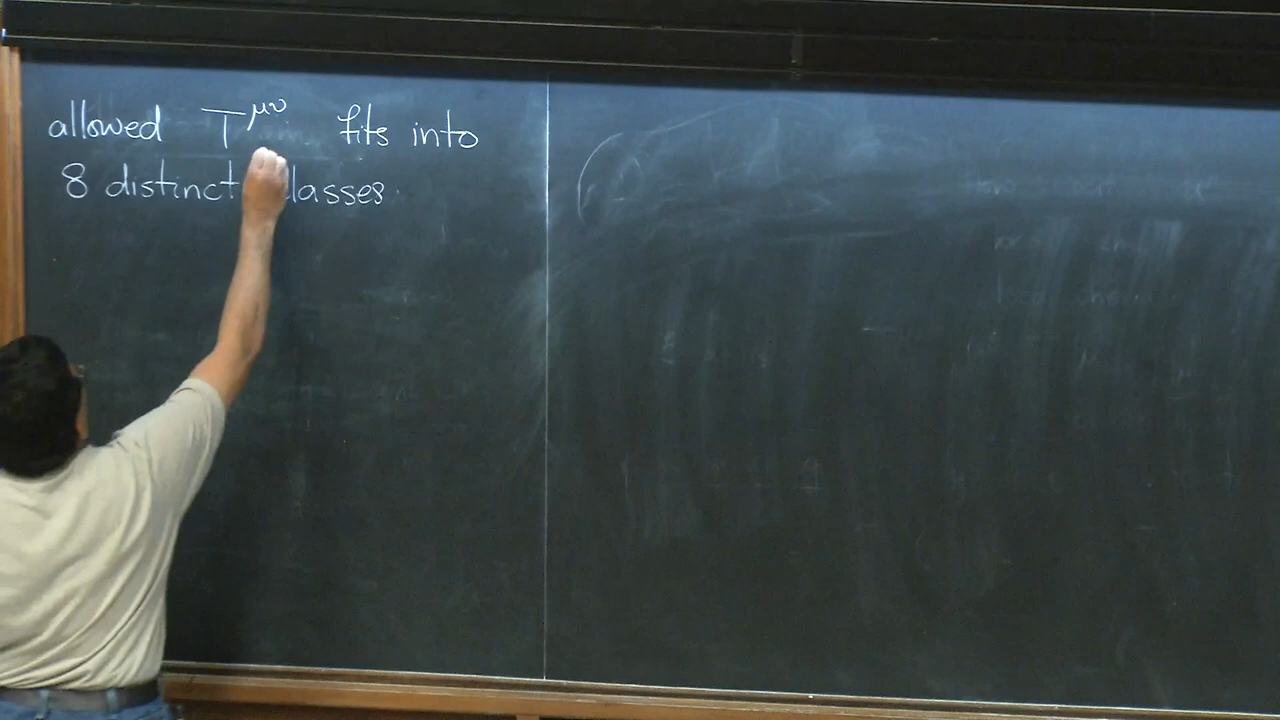 allowed T^μν fits into
8 distinct classes